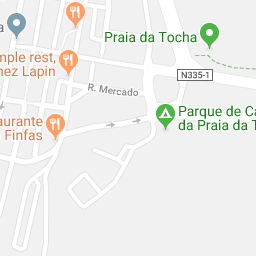 Praia da Tocha
N335-1
R. Mercado
Parque de Ca
da Praia da T
mple rest,
nez Lapin
aurante
Finfas